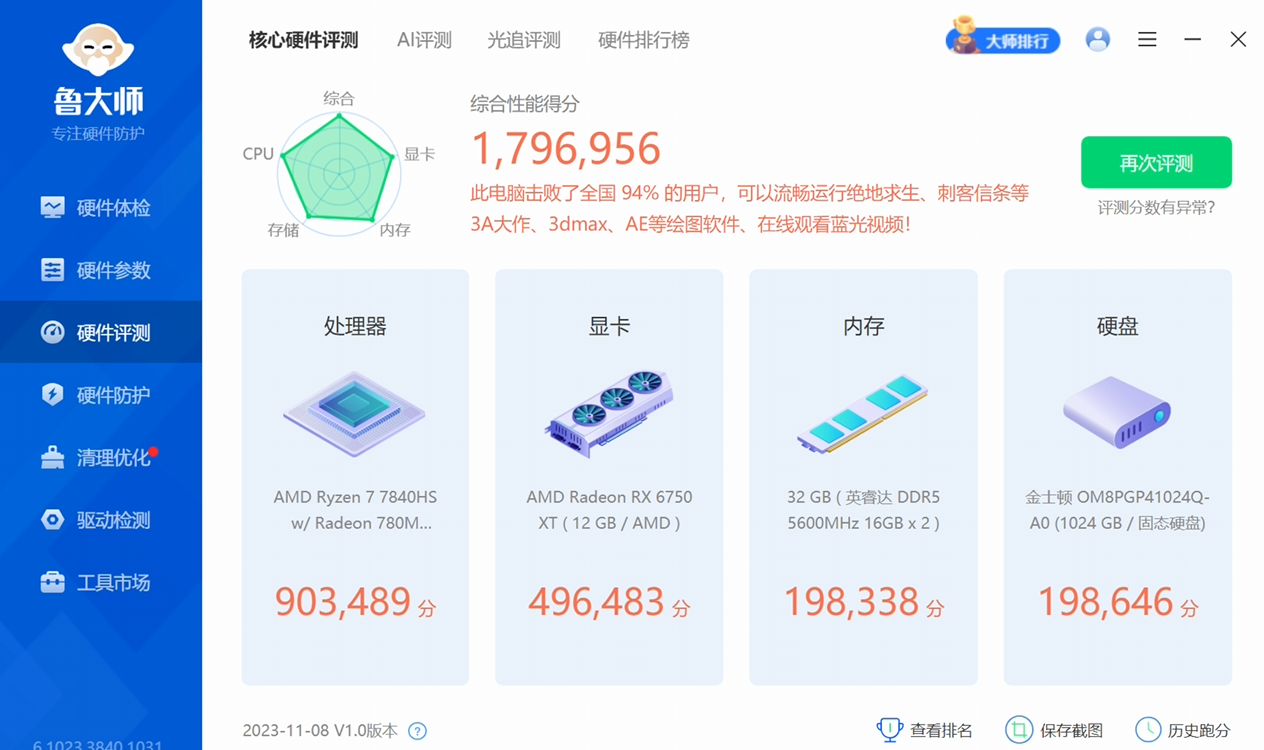 鲁大师
专注硬件防护
硬件体检
硬件参数
硬件评测
硬件防护
清理优化
驱动检测
工具市场
6.1023.3840.1031
核心硬件评测 AI评测 光追评测 硬件排行榜
大师排行
综合
CPU
显卡
存储
内存
综合性能得分
1,796,956
此电脑击败了全国 94% 的用户，可以流畅运行绝地求生、刺客信条等
3A大作、3dmax、AE等绘图软件、在线观看蓝光视频！
再次评测
评测分数有异常?
处理器
AMD Ryzen 7 7840HS
w/ Radeon 780M...
903,489 分
显卡
AMD Radeon RX 6750
XT ( 12 GB / AMD )
496,483 分
内存
32 GB ( 英睿达 DDR5
5600MHz 16GB x 2 )
198,338 分
硬盘
金士顿 OM8PGP41024Q-
A0 (1024 GB / 固态硬盘)
198,646 分
2023-11-08 V1.0版本 ?
查看排名
保存截图
历史跑分